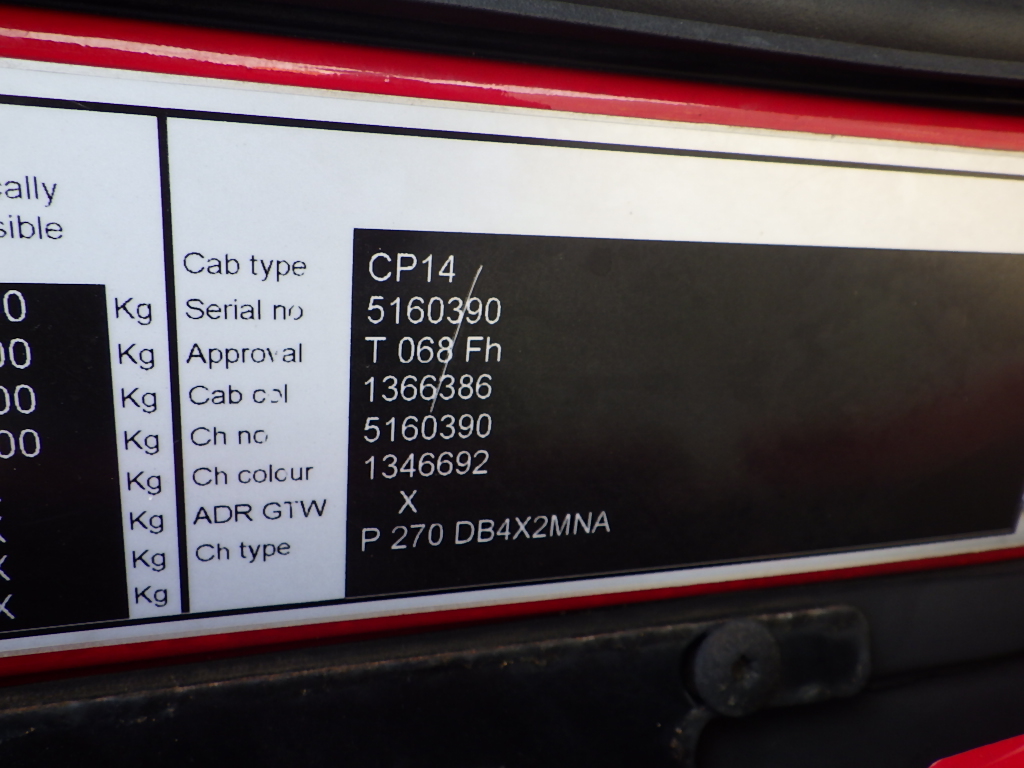 cally
sible
0 Kg
00 Kg
00 Kg
00 Kg
Kg
Kg
X Kg
X Kg
Cab type CP14
Serial no 5160390
Approval T 068 Fh
Cab col 1366386
Ch no 5160390
Ch colour 1346692
ADR GTW X
Ch type P 270 DB4X2MNA